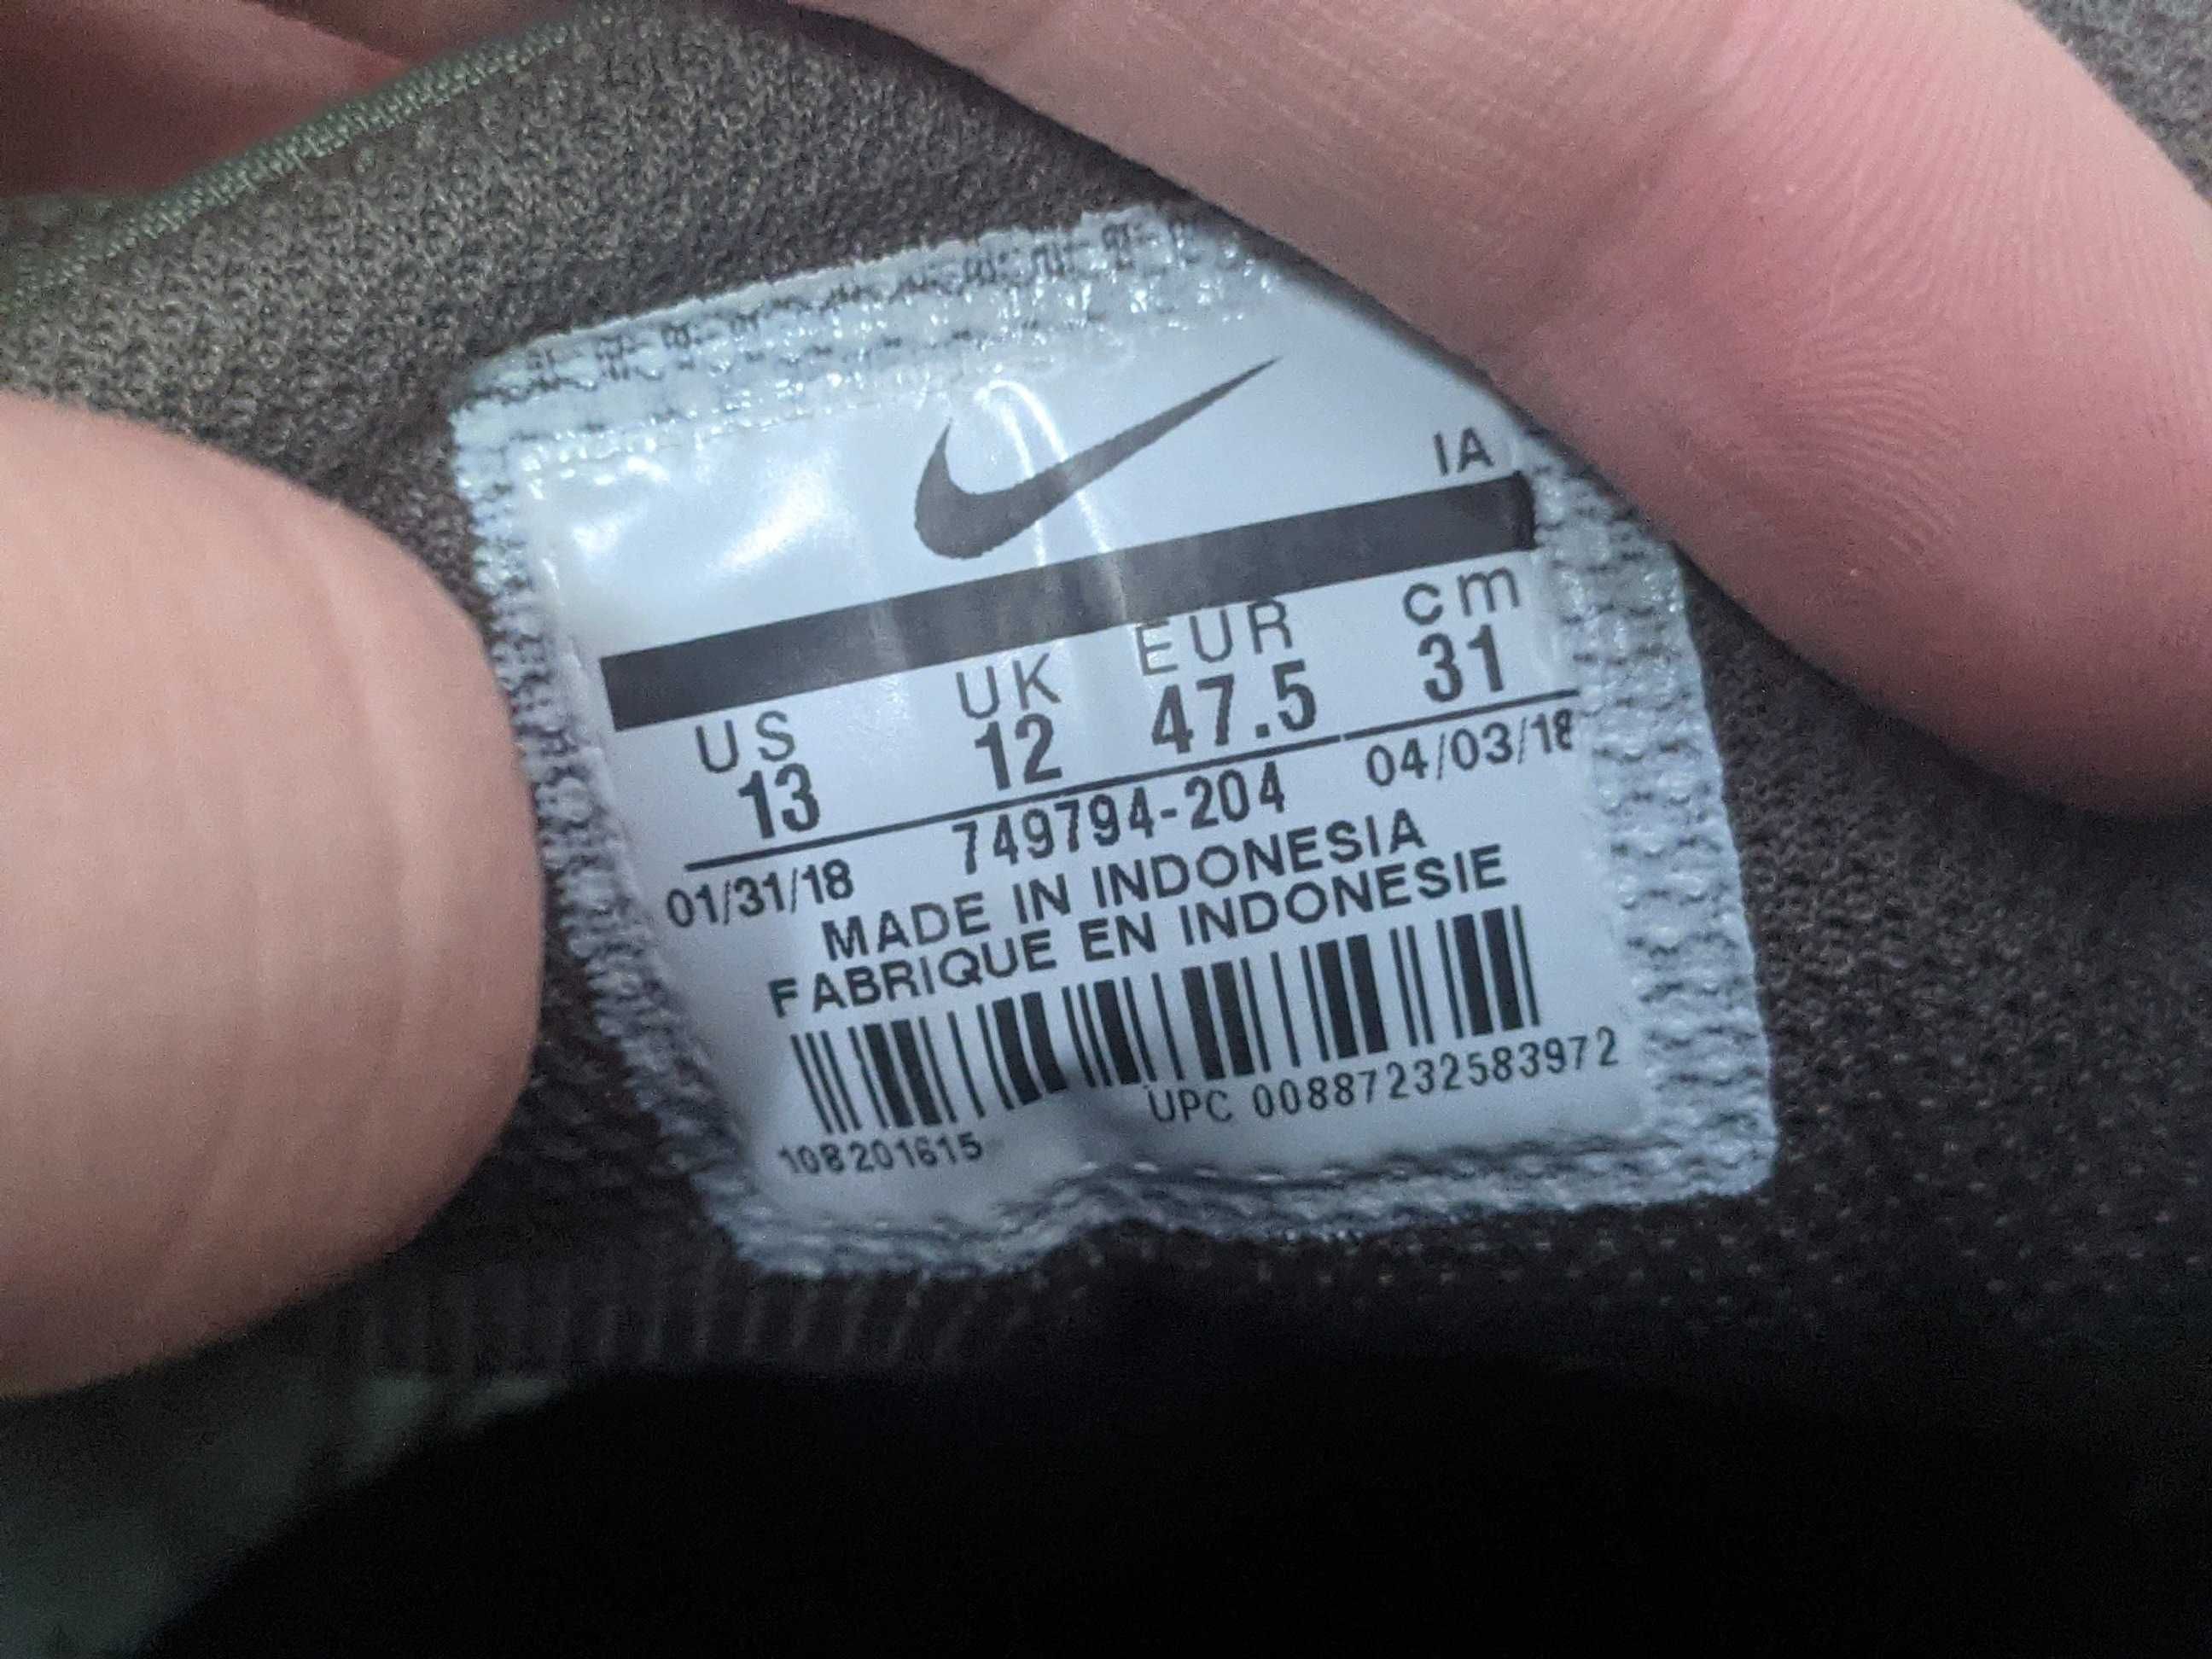 IA
US UK EUR cm
13 12 47.5 31
01/31/18 749794-204 04/03/18
MADE IN INDONESIA
FABRIQUE EN INDONESIE
UPC 00887232583972
108201615